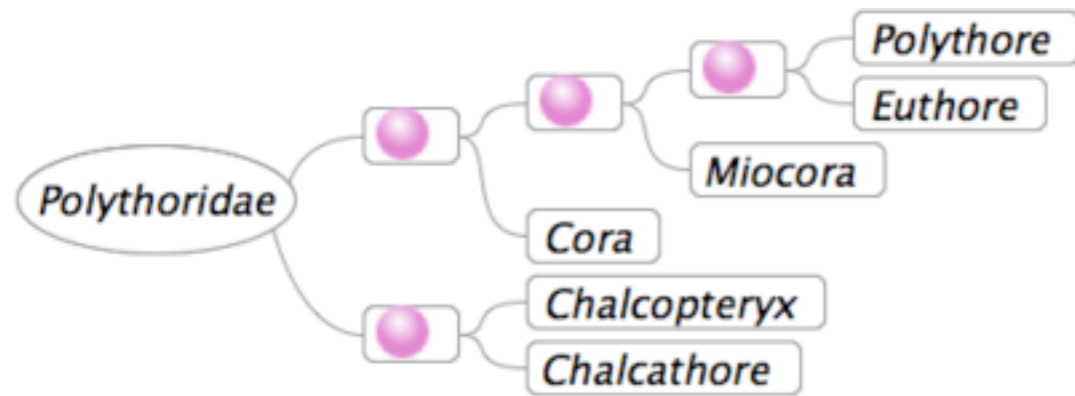 Polythore
Euthore
Miocora
Polythoridae
Cora
Chalcopteryx
Chalcathore